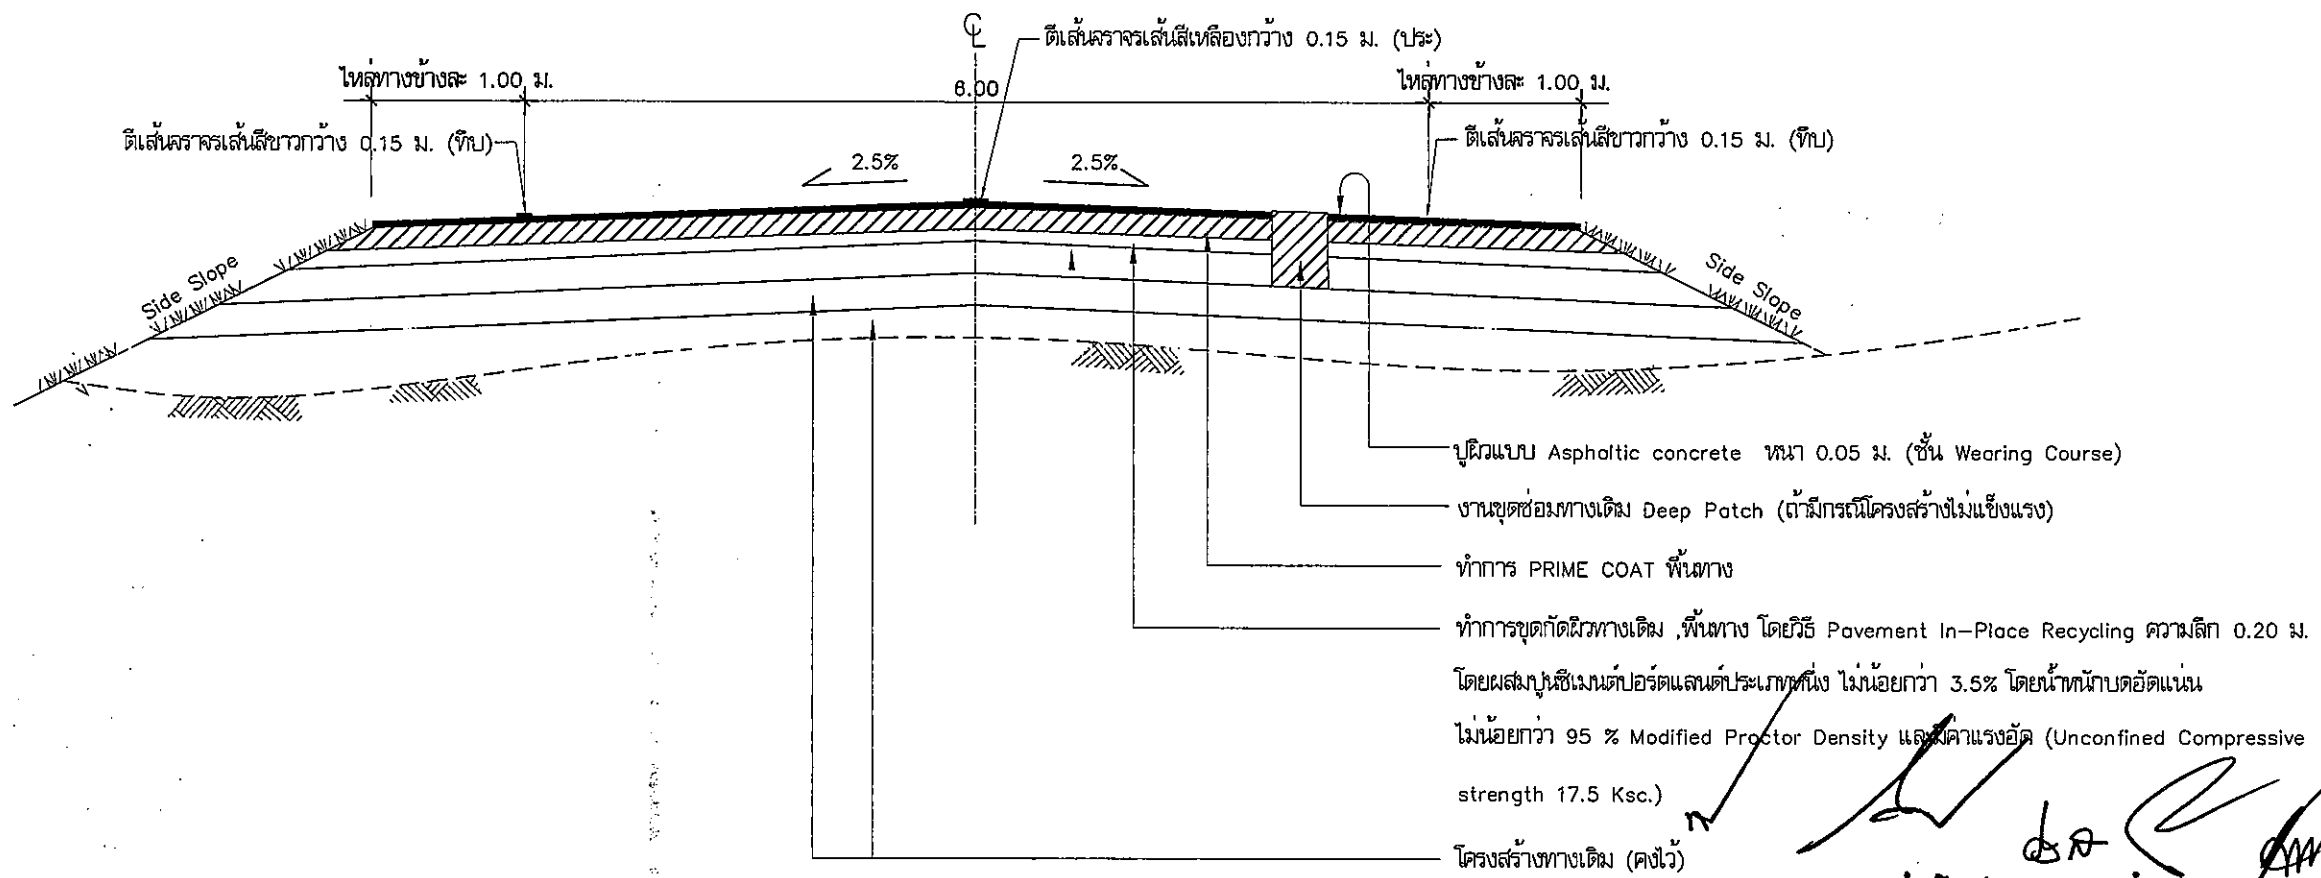 ตีเส้นจราจรเส้นสีเหลืองกว้าง 0.15 ม. (ประ)
ไหล่ทางข้างละ 1.00 ม.
6.00
ไหล่ทางข้างละ 1.00 ม.
ตีเส้นจราจรเส้นสีขาวกว้าง 0.15 ม. (ทึบ)
ตีเส้นจราจรเส้นสีขาวกว้าง 0.15 ม. (ทึบ)
2.5%
2.5%
Side Slope
Side Slope
ปูผิวแบบ Asphaltic concrete หนา 0.05 ม. (ชั้น Wearing Course)
งานขุดซ่อมทางเดิม Deep Patch (ถ้ามีกรณีโครงสร้างไม่แข็งแรง)
ทำการ PRIME COAT พื้นทาง
ทำการขุดกัดผิวทางเดิม ,พื้นทาง โดยวิธี Pavement In-Place Recycling ความลึก 0.20 ม.
โดยผสมปูนซีเมนต์ปอร์ตแลนด์ประเภทหนึ่ง ไม่น้อยกว่า 3.5% โดยน้ำหนักบดอัดแน่น
ไม่น้อยกว่า 95 % Modified Proctor Density และมีค่าแรงอัด (Unconfined Compressive
strength 17.5 Ksc.)
โครงสร้างทางเดิม (คงไว้)